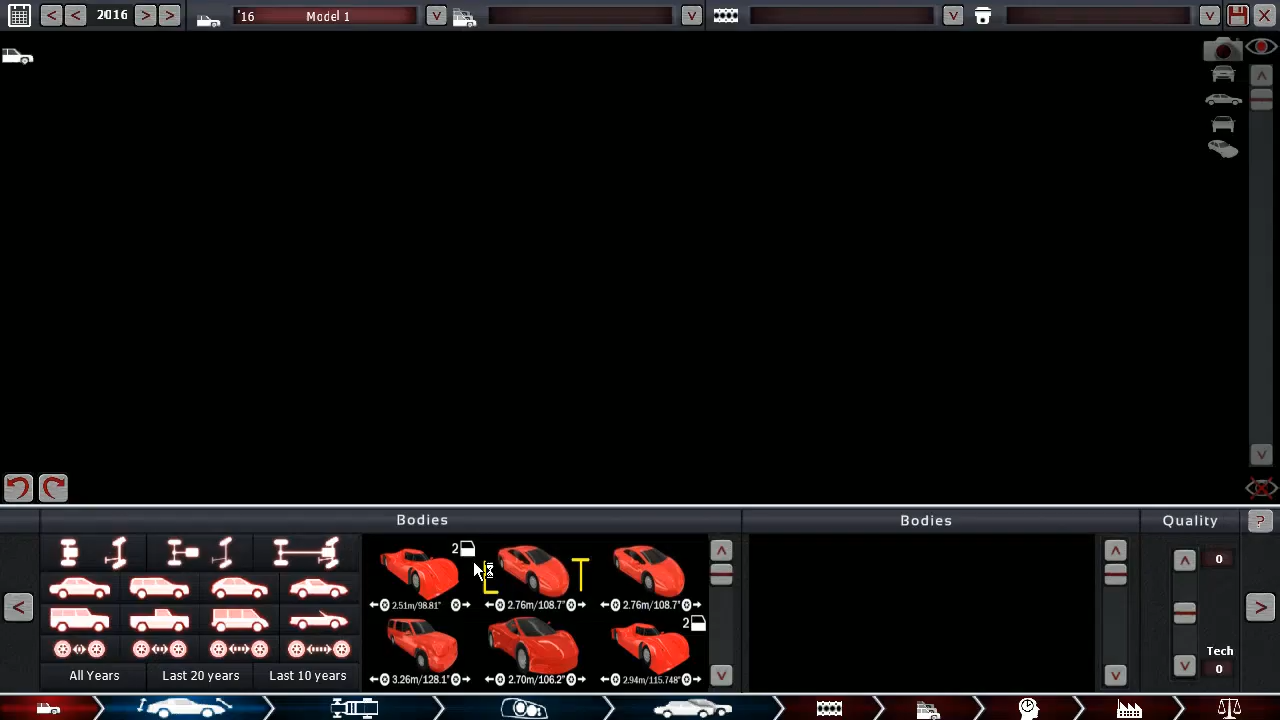 < < 2016 > > '16 Model 1 V V V V
Bodies
Bodies
Quality
?
2
2.51m/98.81"
2.76m/108.7"
2.76m/108.7"
0
<
>
2
3.26m/128.1"
2.70m/106.2"
2.94m/115.748"
Tech
0
All Years
Last 20 years
Last 10 years